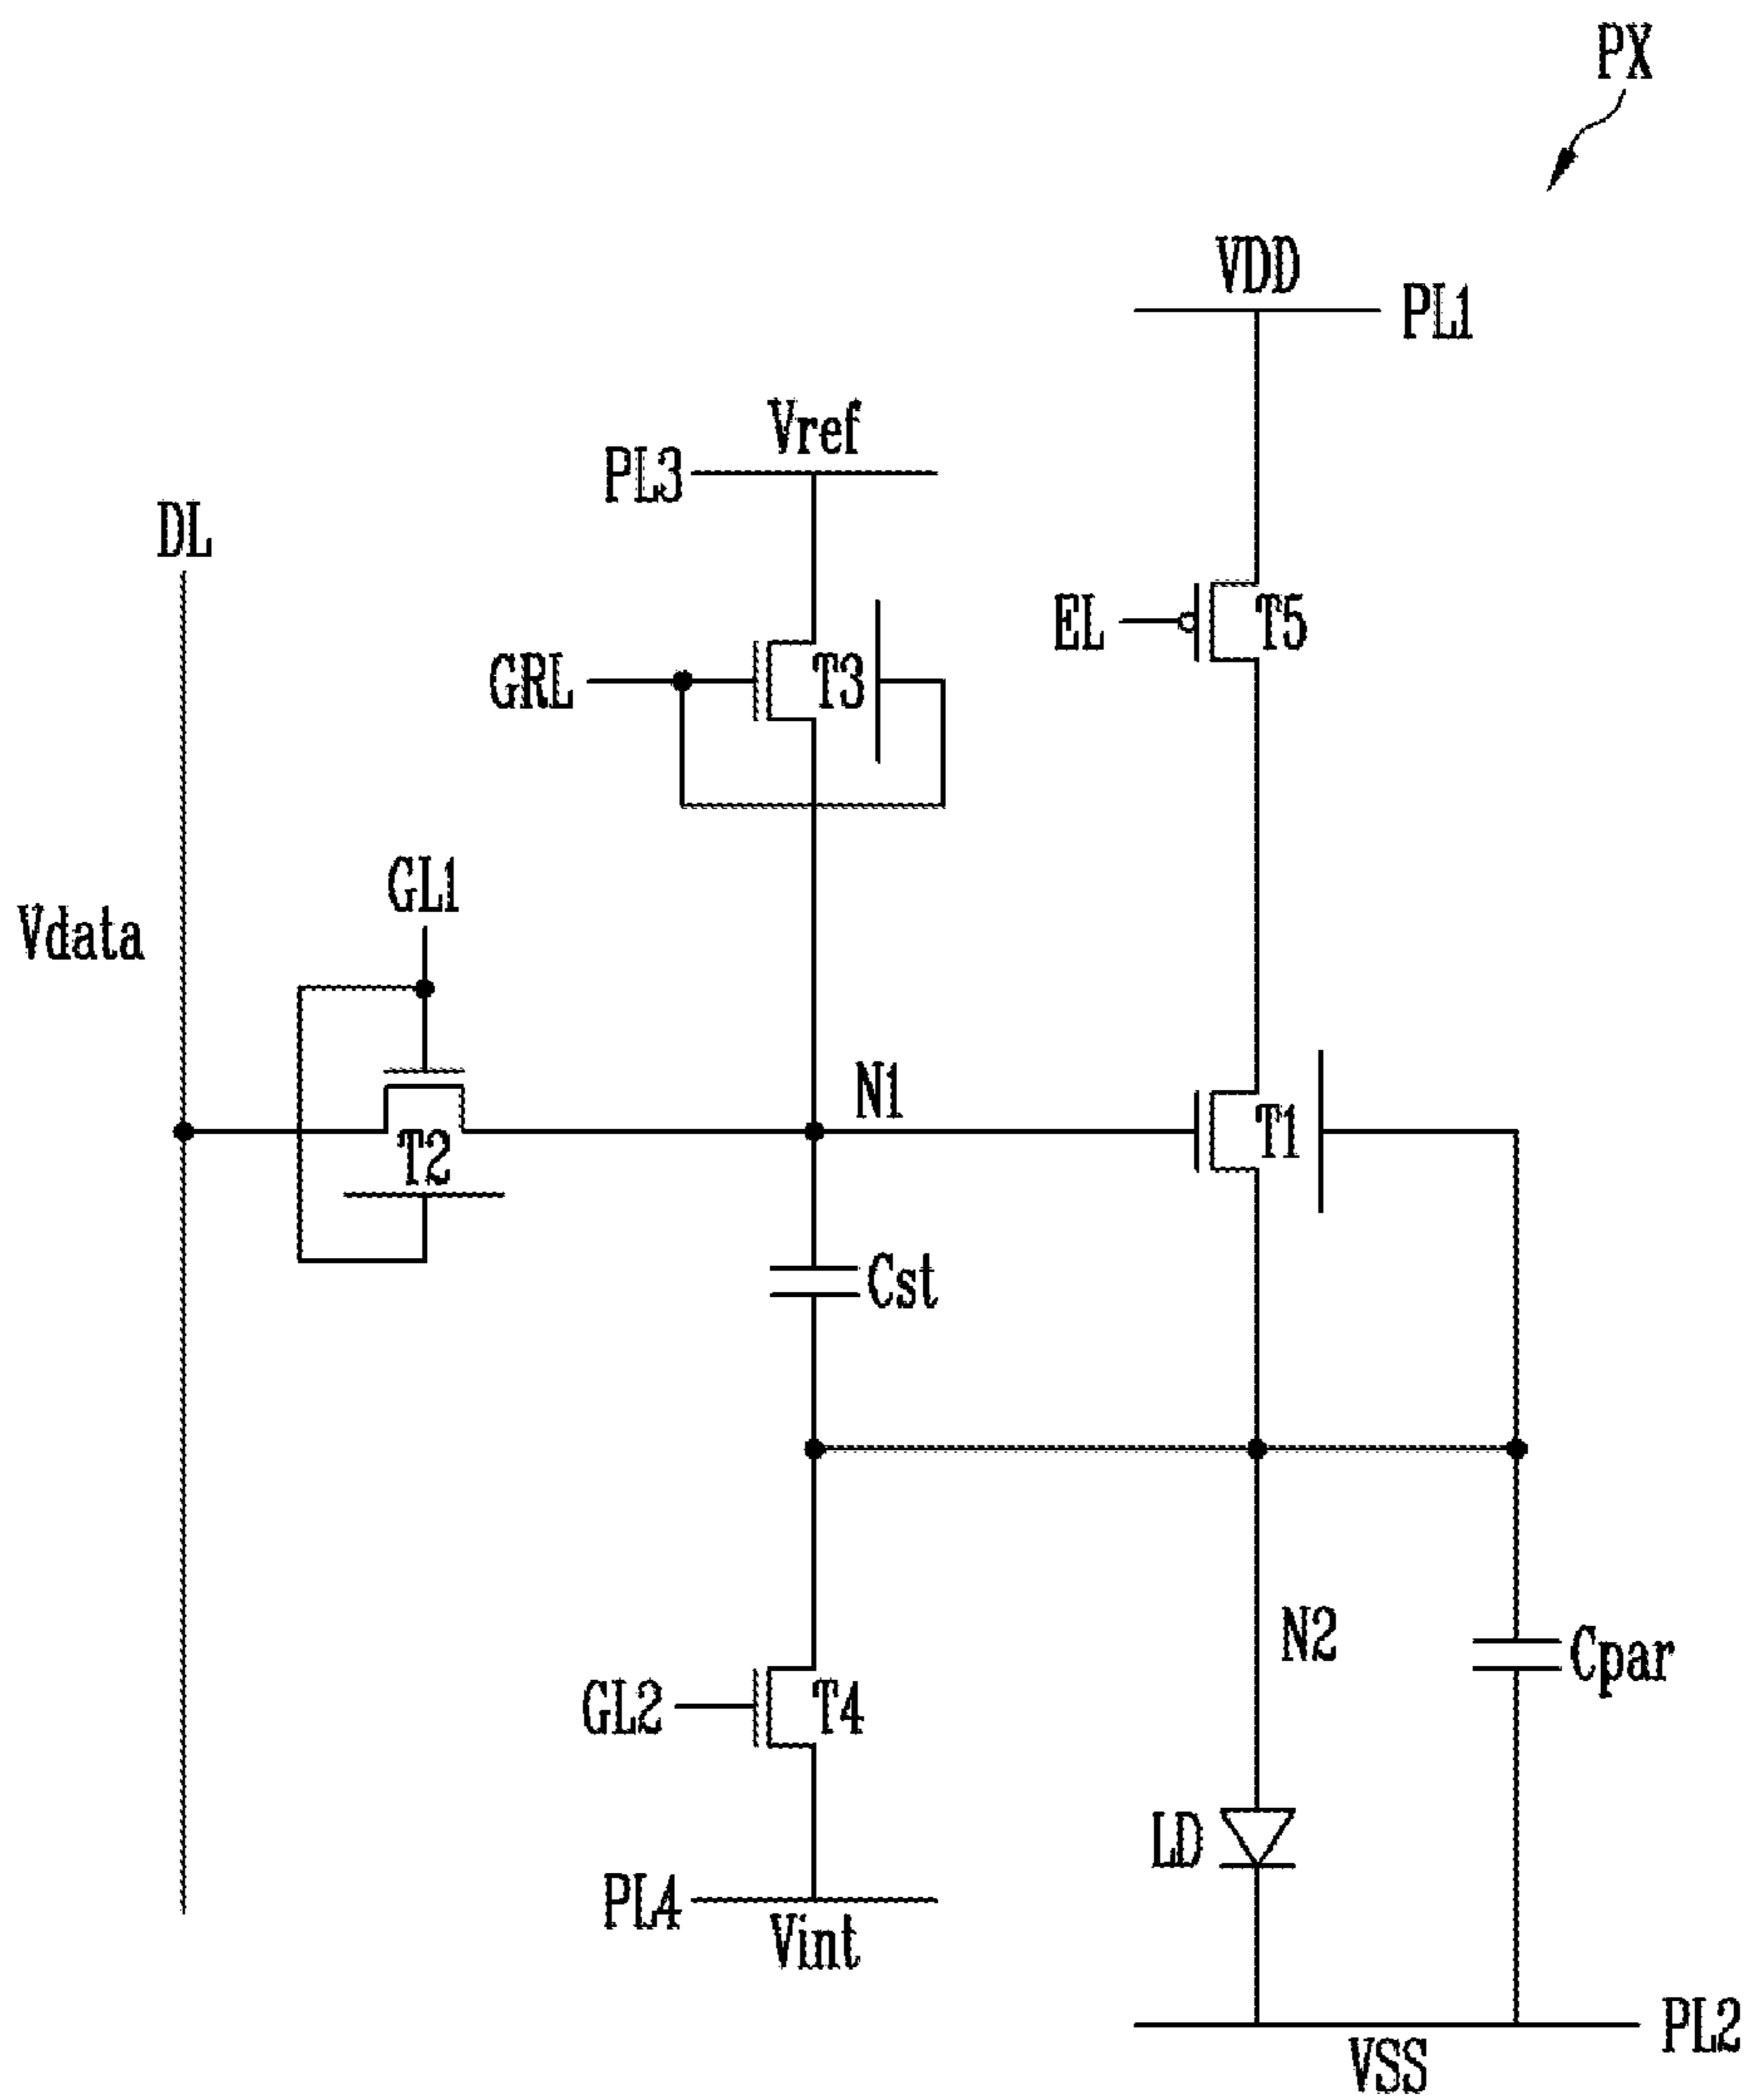 PX
VDD
PL1
Vref
PL3
DL
EL
T5
GRL
T3
GL1
Vdata
N1
T1
T2
Cst
N2
Cpar
GL2
T4
LD
PL4
Vint
PL2
VSS